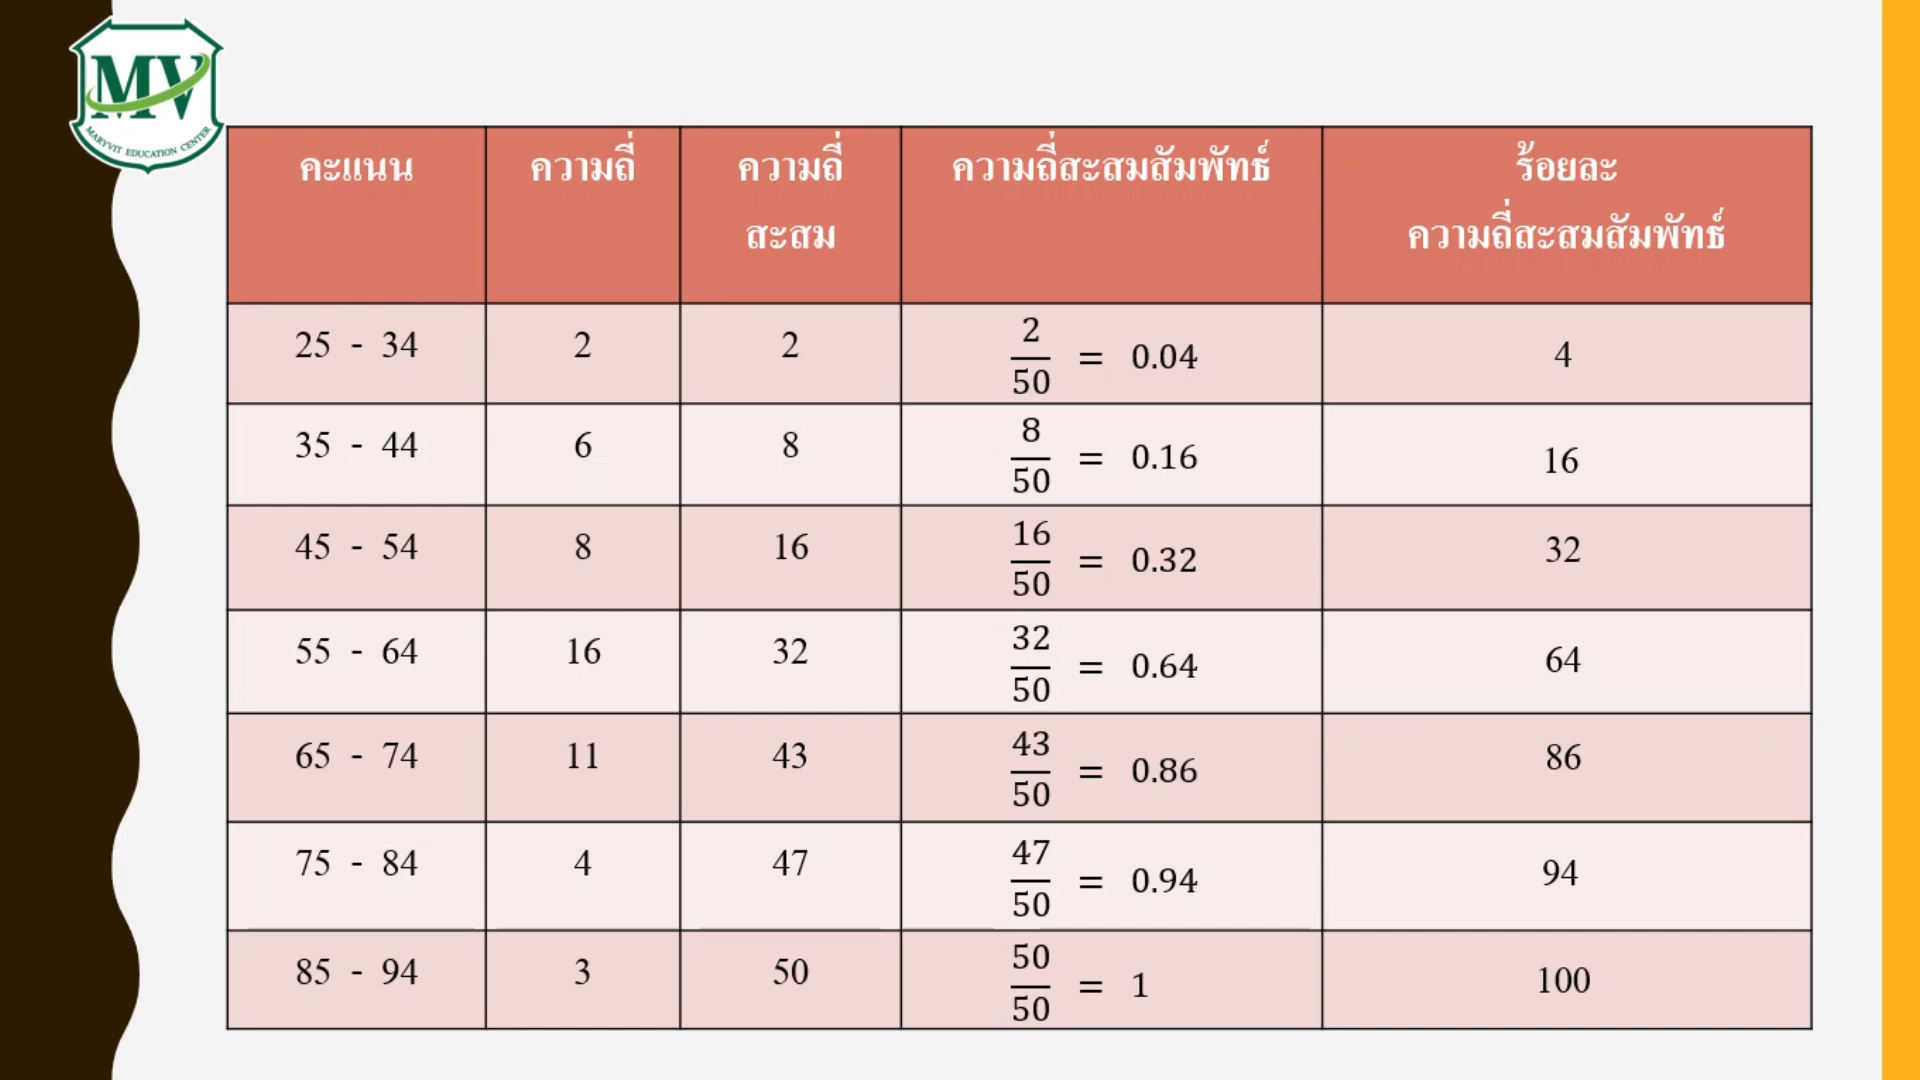 MV
MARYVIT EDUCATION CENTER
คะแนน ความถี่ ความถี่ ความถี่สะสมสัมพัทธ์ ร้อยละ
สะสม ความถี่สะสมสัมพัทธ์
25 - 34 2 2 2/50 = 0.04 4
35 - 44 6 8 8/50 = 0.16 16
45 - 54 8 16 16/50 = 0.32 32
55 - 64 16 32 32/50 = 0.64 64
65 - 74 11 43 43/50 = 0.86 86
75 - 84 4 47 47/50 = 0.94 94
85 - 94 3 50 50/50 = 1 100